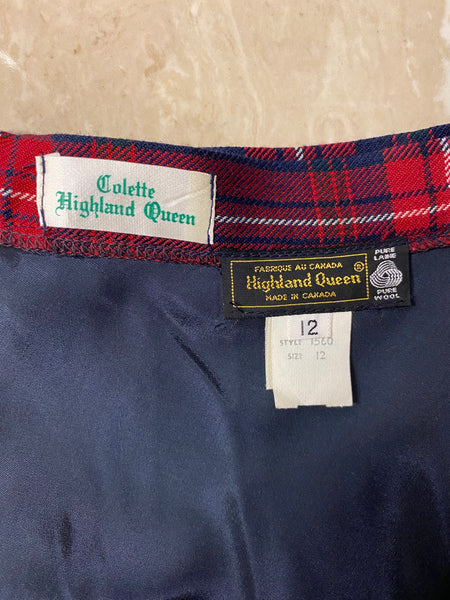 Colette
Highland Queen
FABRIQUE AU CANADA
Highland Queen ®
MADE IN CANADA
PURE
LAINE
PURE
WOOL
12
STYLE 1560
SIZE 12